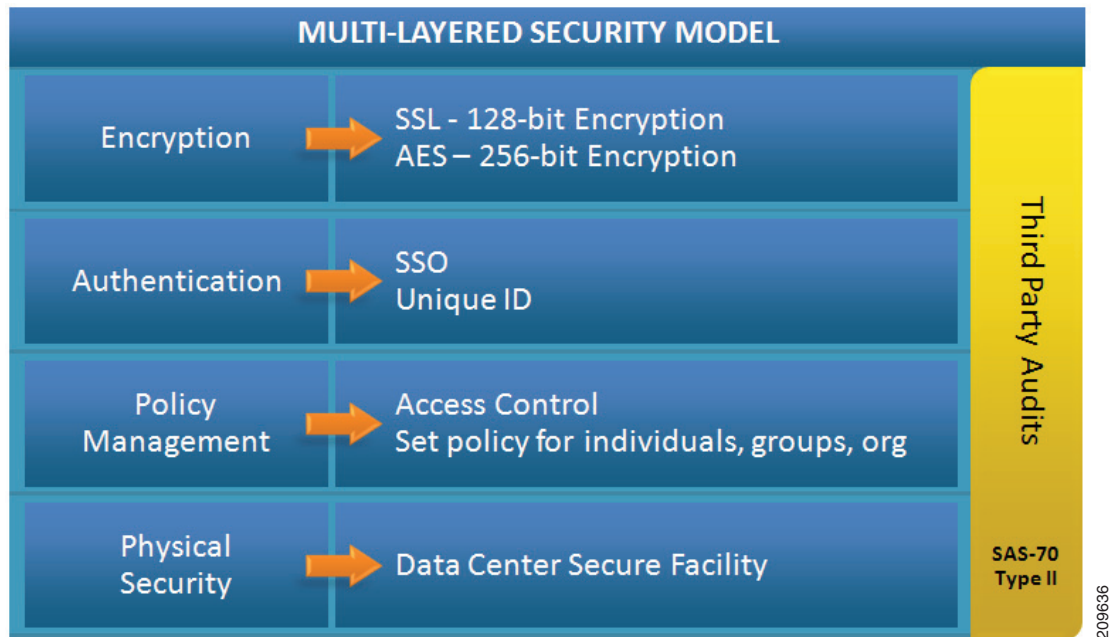 MULTI-LAYERED SECURITY MODEL
Encryption
SSL - 128-bit Encryption
AES – 256-bit Encryption
Authentication
SSO
Unique ID
Policy
Management
Access Control
Set policy for individuals, groups, org
Physical
Security
Data Center Secure Facility
Third Party Audits
SAS-70
Type II
209636